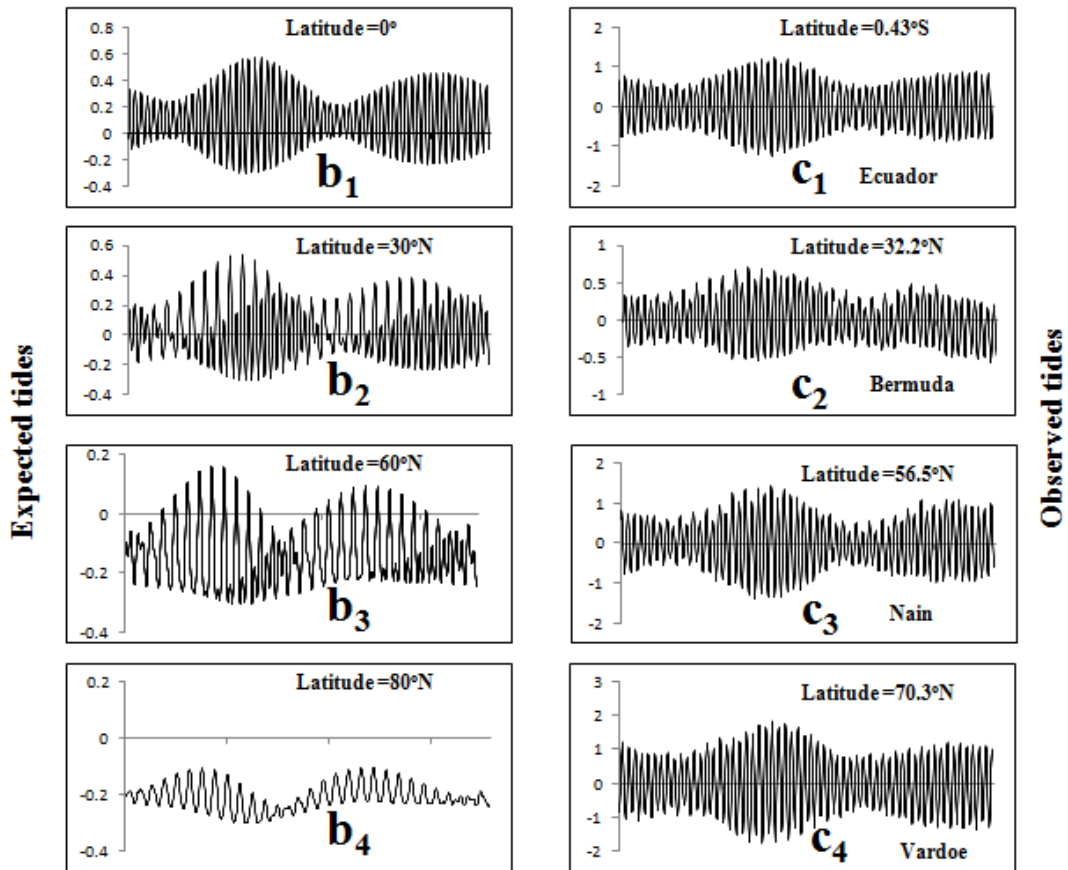 Expected tides
Latitude=0°
0.8
0.6
0.4
0.2
0
-0.2
-0.4
b1
Latitude=0.43°S
2
1
0
-1
-2
c1 Ecuador
Latitude=30°N
0.6
0.4
0.2
0
-0.2
-0.4
b2
Latitude=32.2°N
1
0.5
0
-0.5
-1
c2 Bermuda
Latitude=60°N
0.2
0
-0.2
-0.4
b3
Latitude=56.5°N
2
1
0
-1
-2
c3 Nain
Latitude=80°N
0.2
0
-0.2
-0.4
b4
Latitude=70.3°N
3
2
1
0
-1
-2
c4 Vardoe
Observed tides